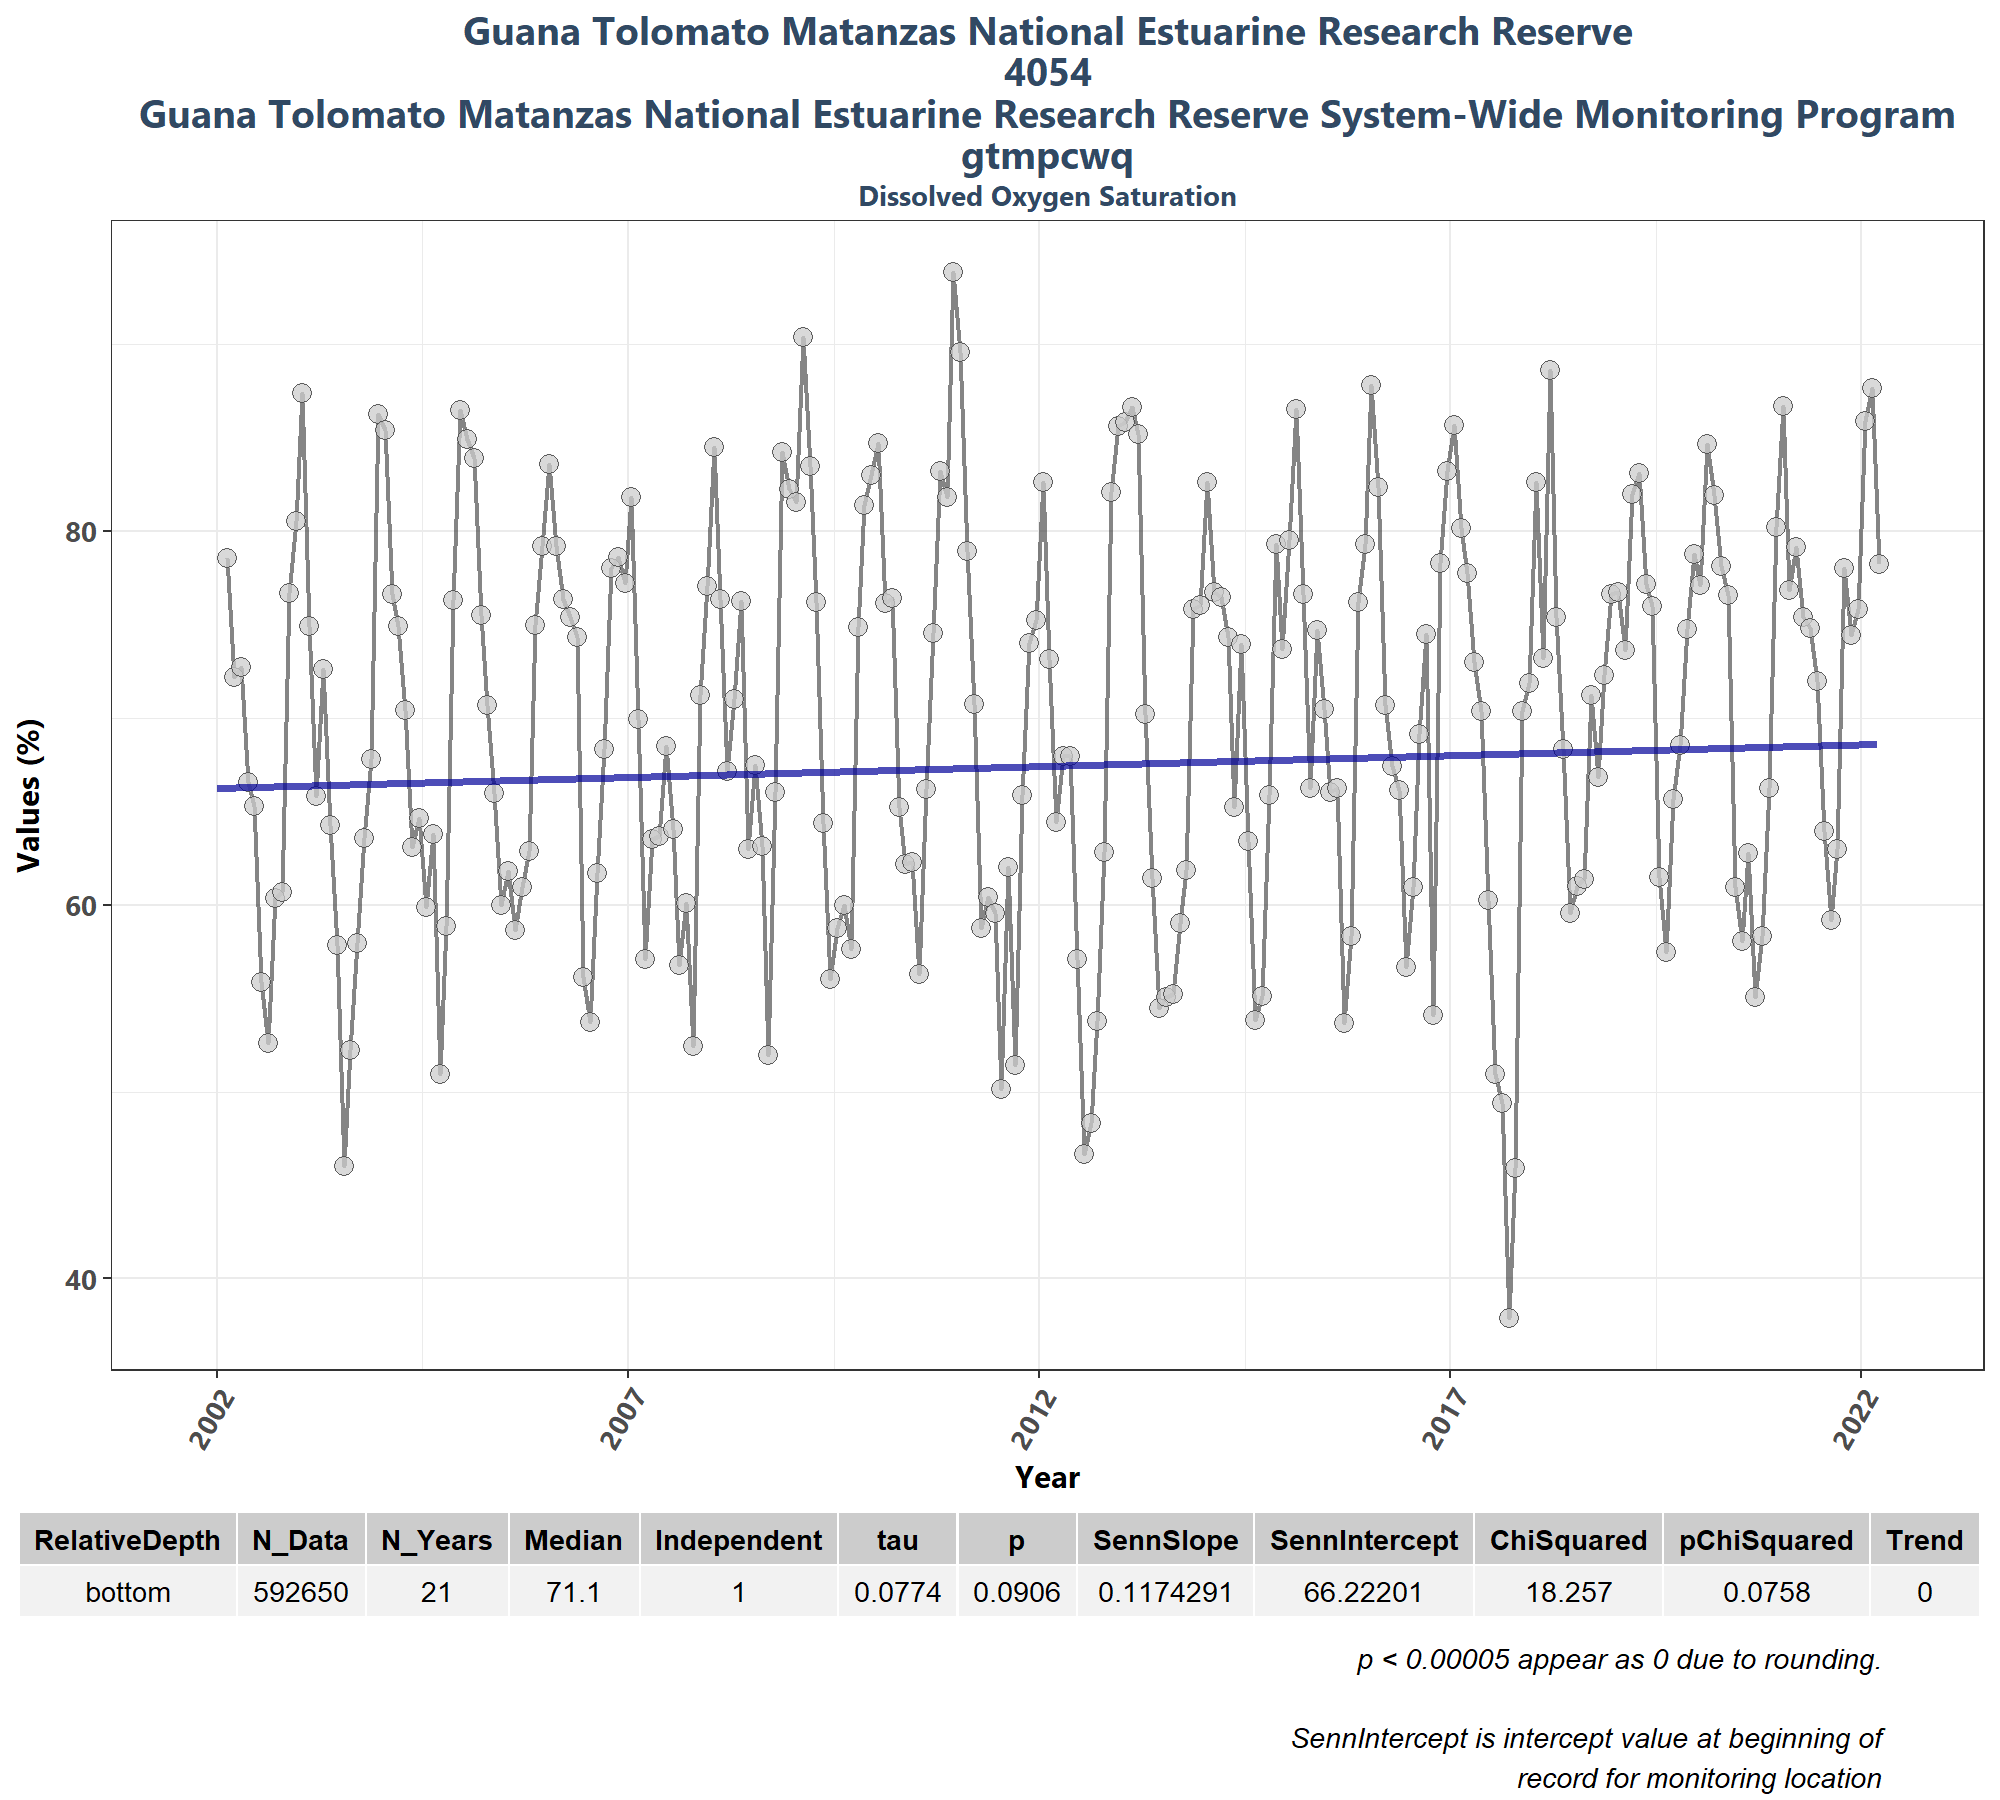 Guana Tolomato Matanzas National Estuarine Research Reserve
4054
Guana Tolomato Matanzas National Estuarine Research Reserve System-Wide Monitoring Program
gtmpcwq
Dissolved Oxygen Saturation
Values (%)
80
60
40
2002 2007 2012 2017 2022
Year
RelativeDepth N_Data N_Years Median Independent tau p SennSlope SennIntercept ChiSquared pChiSquared Trend
bottom 592650 21 71.1 1 0.0774 0.0906 0.1174291 66.22201 18.257 0.0758 0
p < 0.00005 appear as 0 due to rounding.
SennIntercept is intercept value at beginning of
record for monitoring location